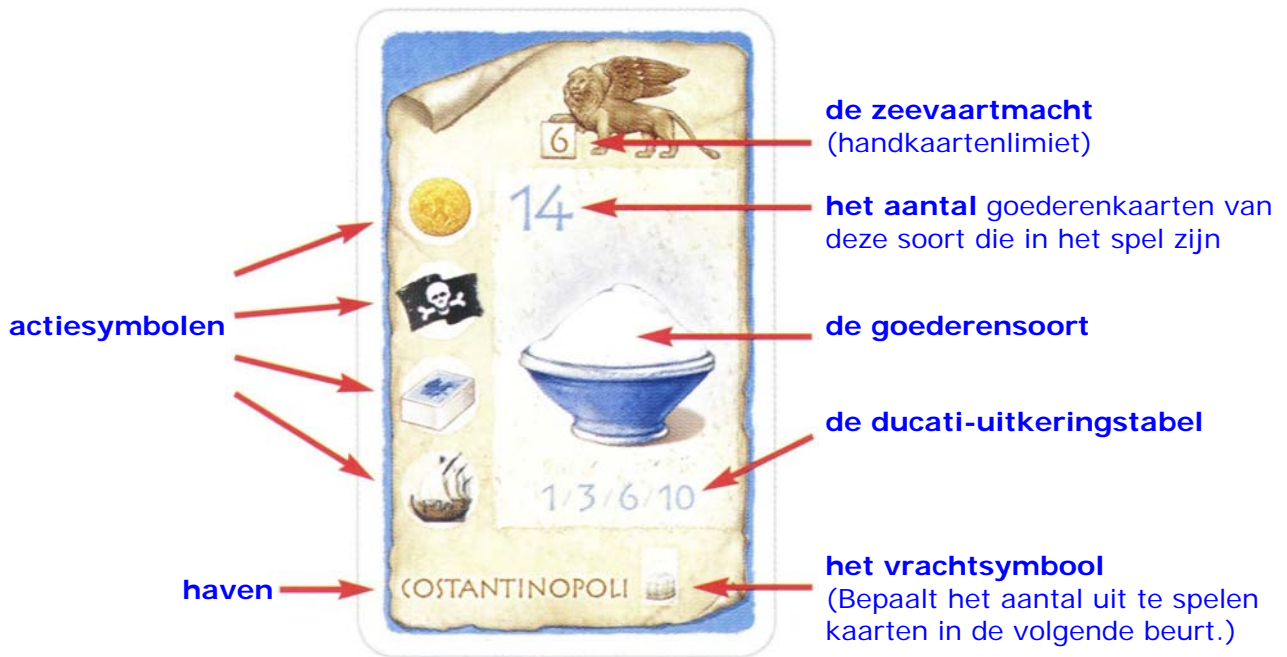 de zeevaartmacht
(handkaartenlimiet)
6
14
het aantal goederenkaarten van
deze soort die in het spel zijn
actiesymbolen
de goederensoort
de ducati-uitkeringstabel
1/3/6/10
haven
COSTANTINOPOLI
het vrachtsymbool
(Bepaalt het aantal uit te spelen
kaarten in de volgende beurt.)